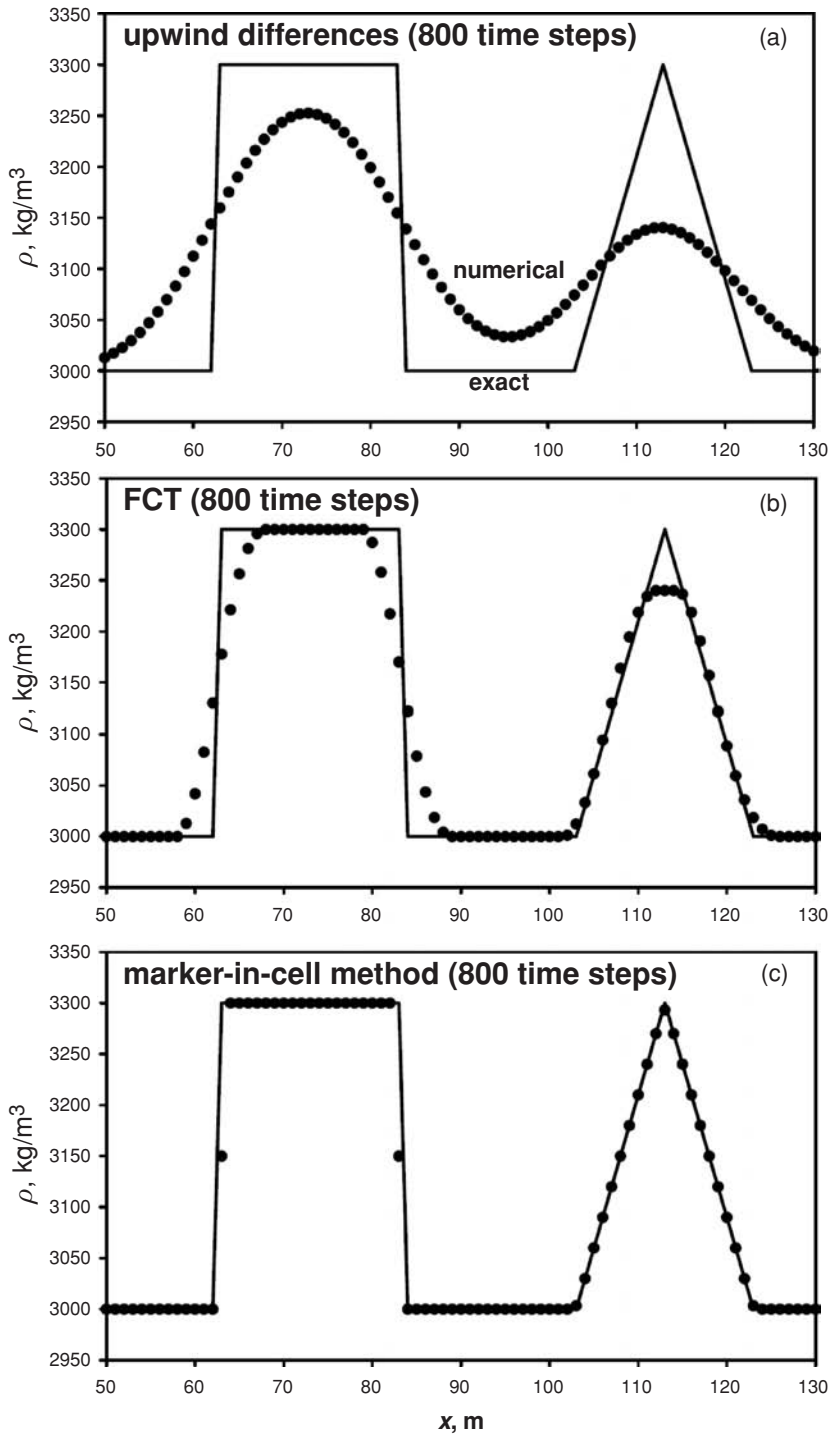 upwind differences (800 time steps)
(a)
3350
3300
3250
3200
3150
3100
3050
3000
2950
ρ, kg/m³
numerical
exact
50 60 70 80 90 100 110 120 130
FCT (800 time steps)
(b)
3350
3300
3250
3200
3150
3100
3050
3000
2950
ρ, kg/m³
50 60 70 80 90 100 110 120 130
marker-in-cell method (800 time steps)
(c)
3350
3300
3250
3200
3150
3100
3050
3000
2950
ρ, kg/m³
50 60 70 80 90 100 110 120 130
x, m